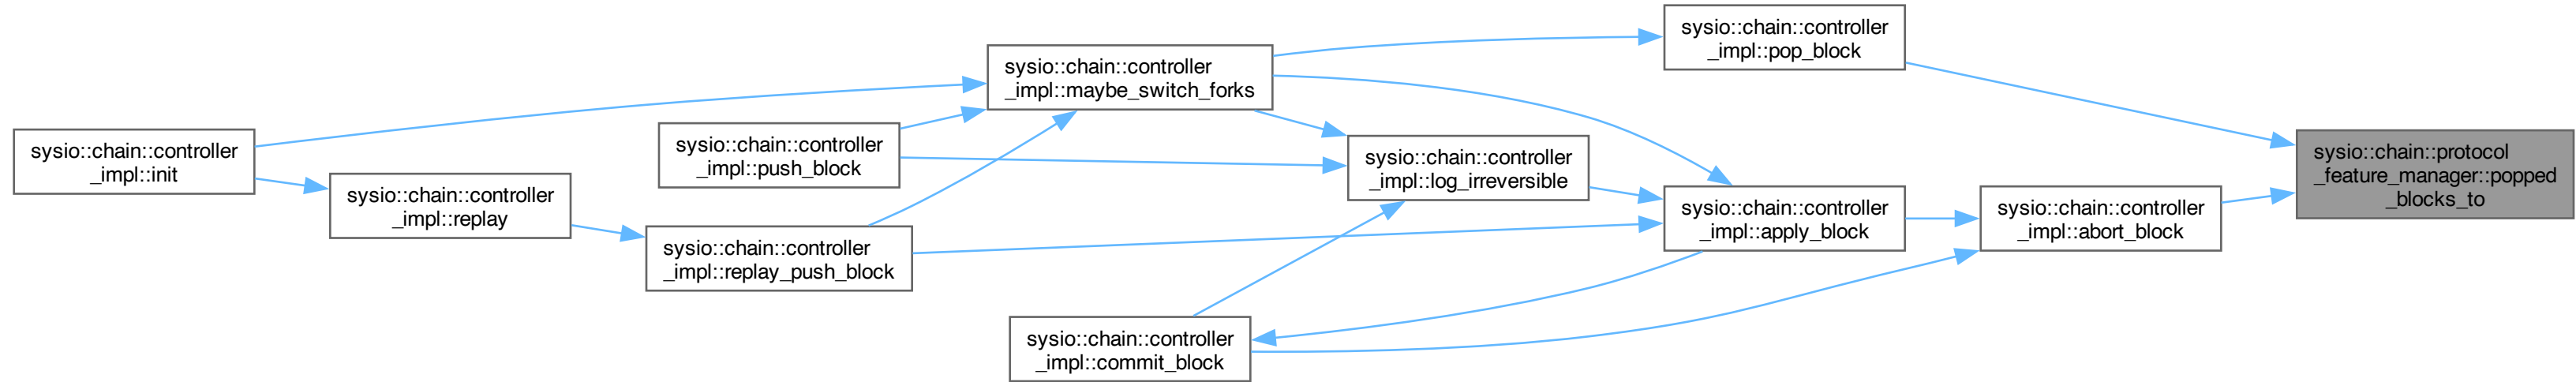 sysio::chain::controller
_impl::init
sysio::chain::controller
_impl::replay
sysio::chain::controller
_impl::push_block
sysio::chain::controller
_impl::replay_push_block
sysio::chain::controller
_impl::maybe_switch_forks
sysio::chain::controller
_impl::commit_block
sysio::chain::controller
_impl::log_irreversible
sysio::chain::controller
_impl::pop_block
sysio::chain::controller
_impl::apply_block
sysio::chain::controller
_impl::abort_block
sysio::chain::protocol
_feature_manager::popped
_blocks_to